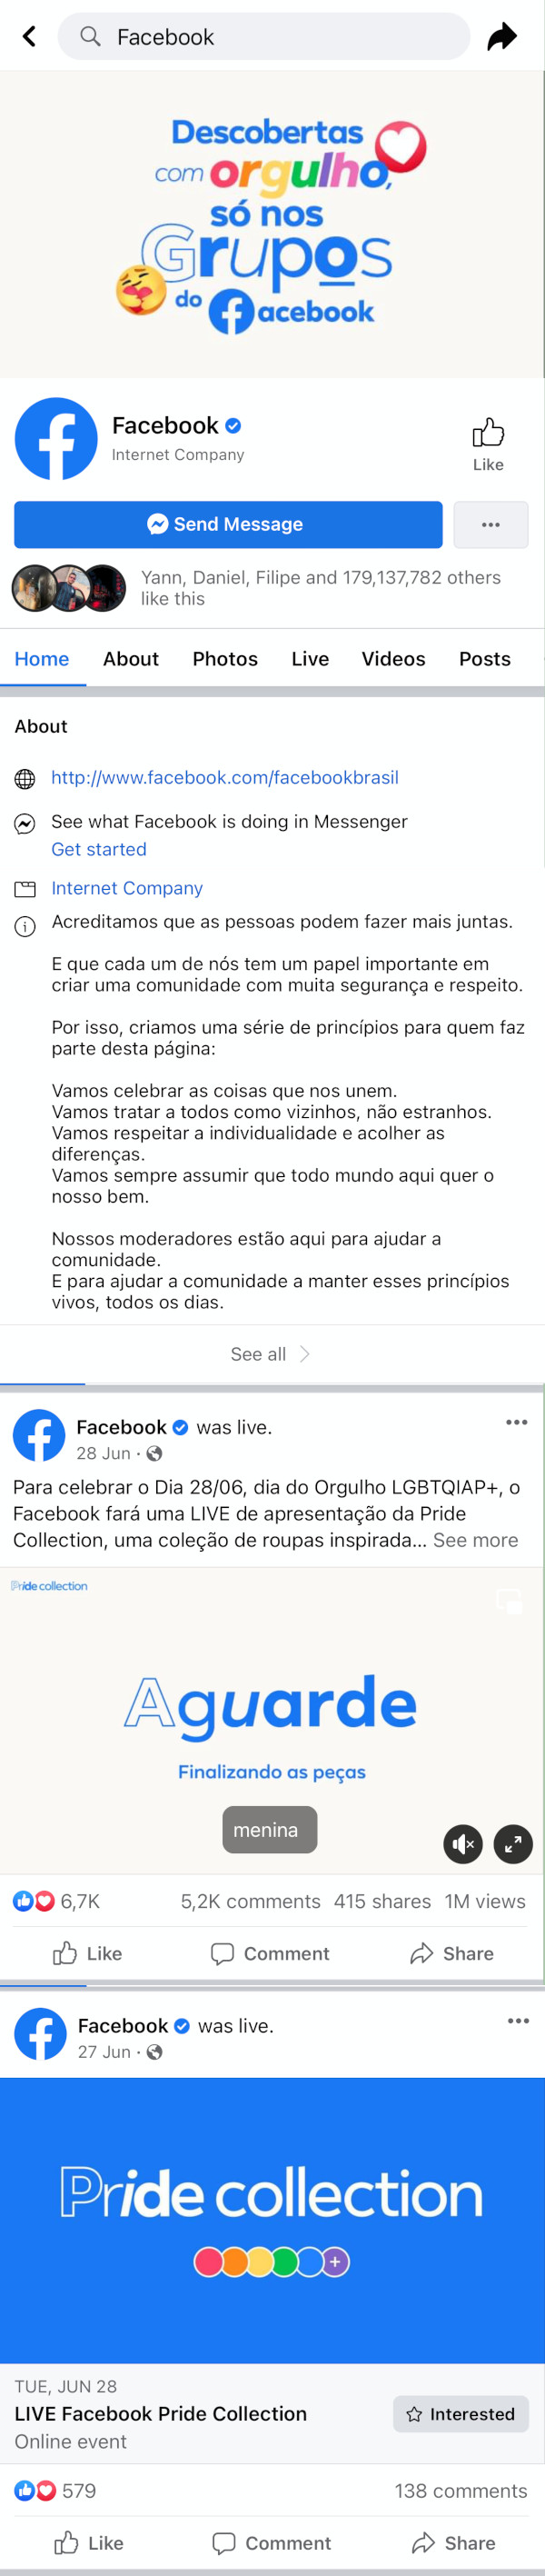 Facebook
Descobertas
com orgulho,
só nos
Grupos
do facebook
Facebook
Internet Company
Like
Send Message
Yann, Daniel, Filipe and 179,137,782 others
like this
Home About Photos Live Videos Posts
About
http://www.facebook.com/facebookbrasil
See what Facebook is doing in Messenger
Get started
Internet Company
Acreditamos que as pessoas podem fazer mais juntas.
E que cada um de nós tem um papel importante em
criar uma comunidade com muita segurança e respeito.
Por isso, criamos uma série de princípios para quem faz
parte desta página:
Vamos celebrar as coisas que nos unem.
Vamos tratar a todos como vizinhos, não estranhos.
Vamos respeitar a individualidade e acolher as
diferenças.
Vamos sempre assumir que todo mundo aqui quer o
nosso bem.
Nossos moderadores estão aqui para ajudar a
comunidade.
E para ajudar a comunidade a manter esses princípios
vivos, todos os dias.
See all
Facebook was live.
28 Jun ·
Para celebrar o Dia 28/06, dia do Orgulho LGBTQIAP+, o
Facebook fará uma LIVE de apresentação da Pride
Collection, uma coleção de roupas inspirada... See more
Pride collection
Aguarde
Finalizando as peças
menina
6,7K 5,2K comments 415 shares 1M views
Like Comment Share
Facebook was live.
27 Jun ·
Pride collection
+
TUE, JUN 28
LIVE Facebook Pride Collection
Interested
Online event
579 138 comments
Like Comment Share